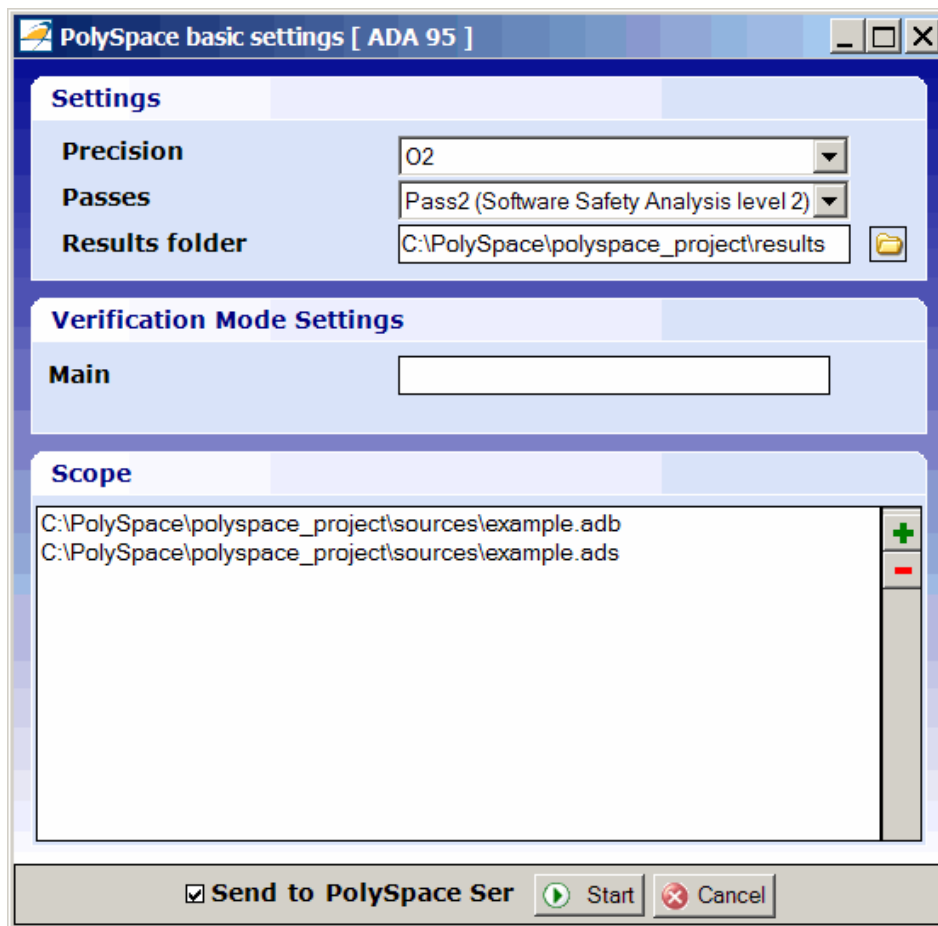 PolySpace basic settings [ ADA 95 ]
Settings
Precision O2
Passes Pass2 (Software Safety Analysis level 2)
Results folder C:\PolySpace\polyspace_project\results
Verification Mode Settings
Main
Scope
C:\PolySpace\polyspace_project\sources\example.adb
C:\PolySpace\polyspace_project\sources\example.ads
Send to PolySpace Ser Start Cancel